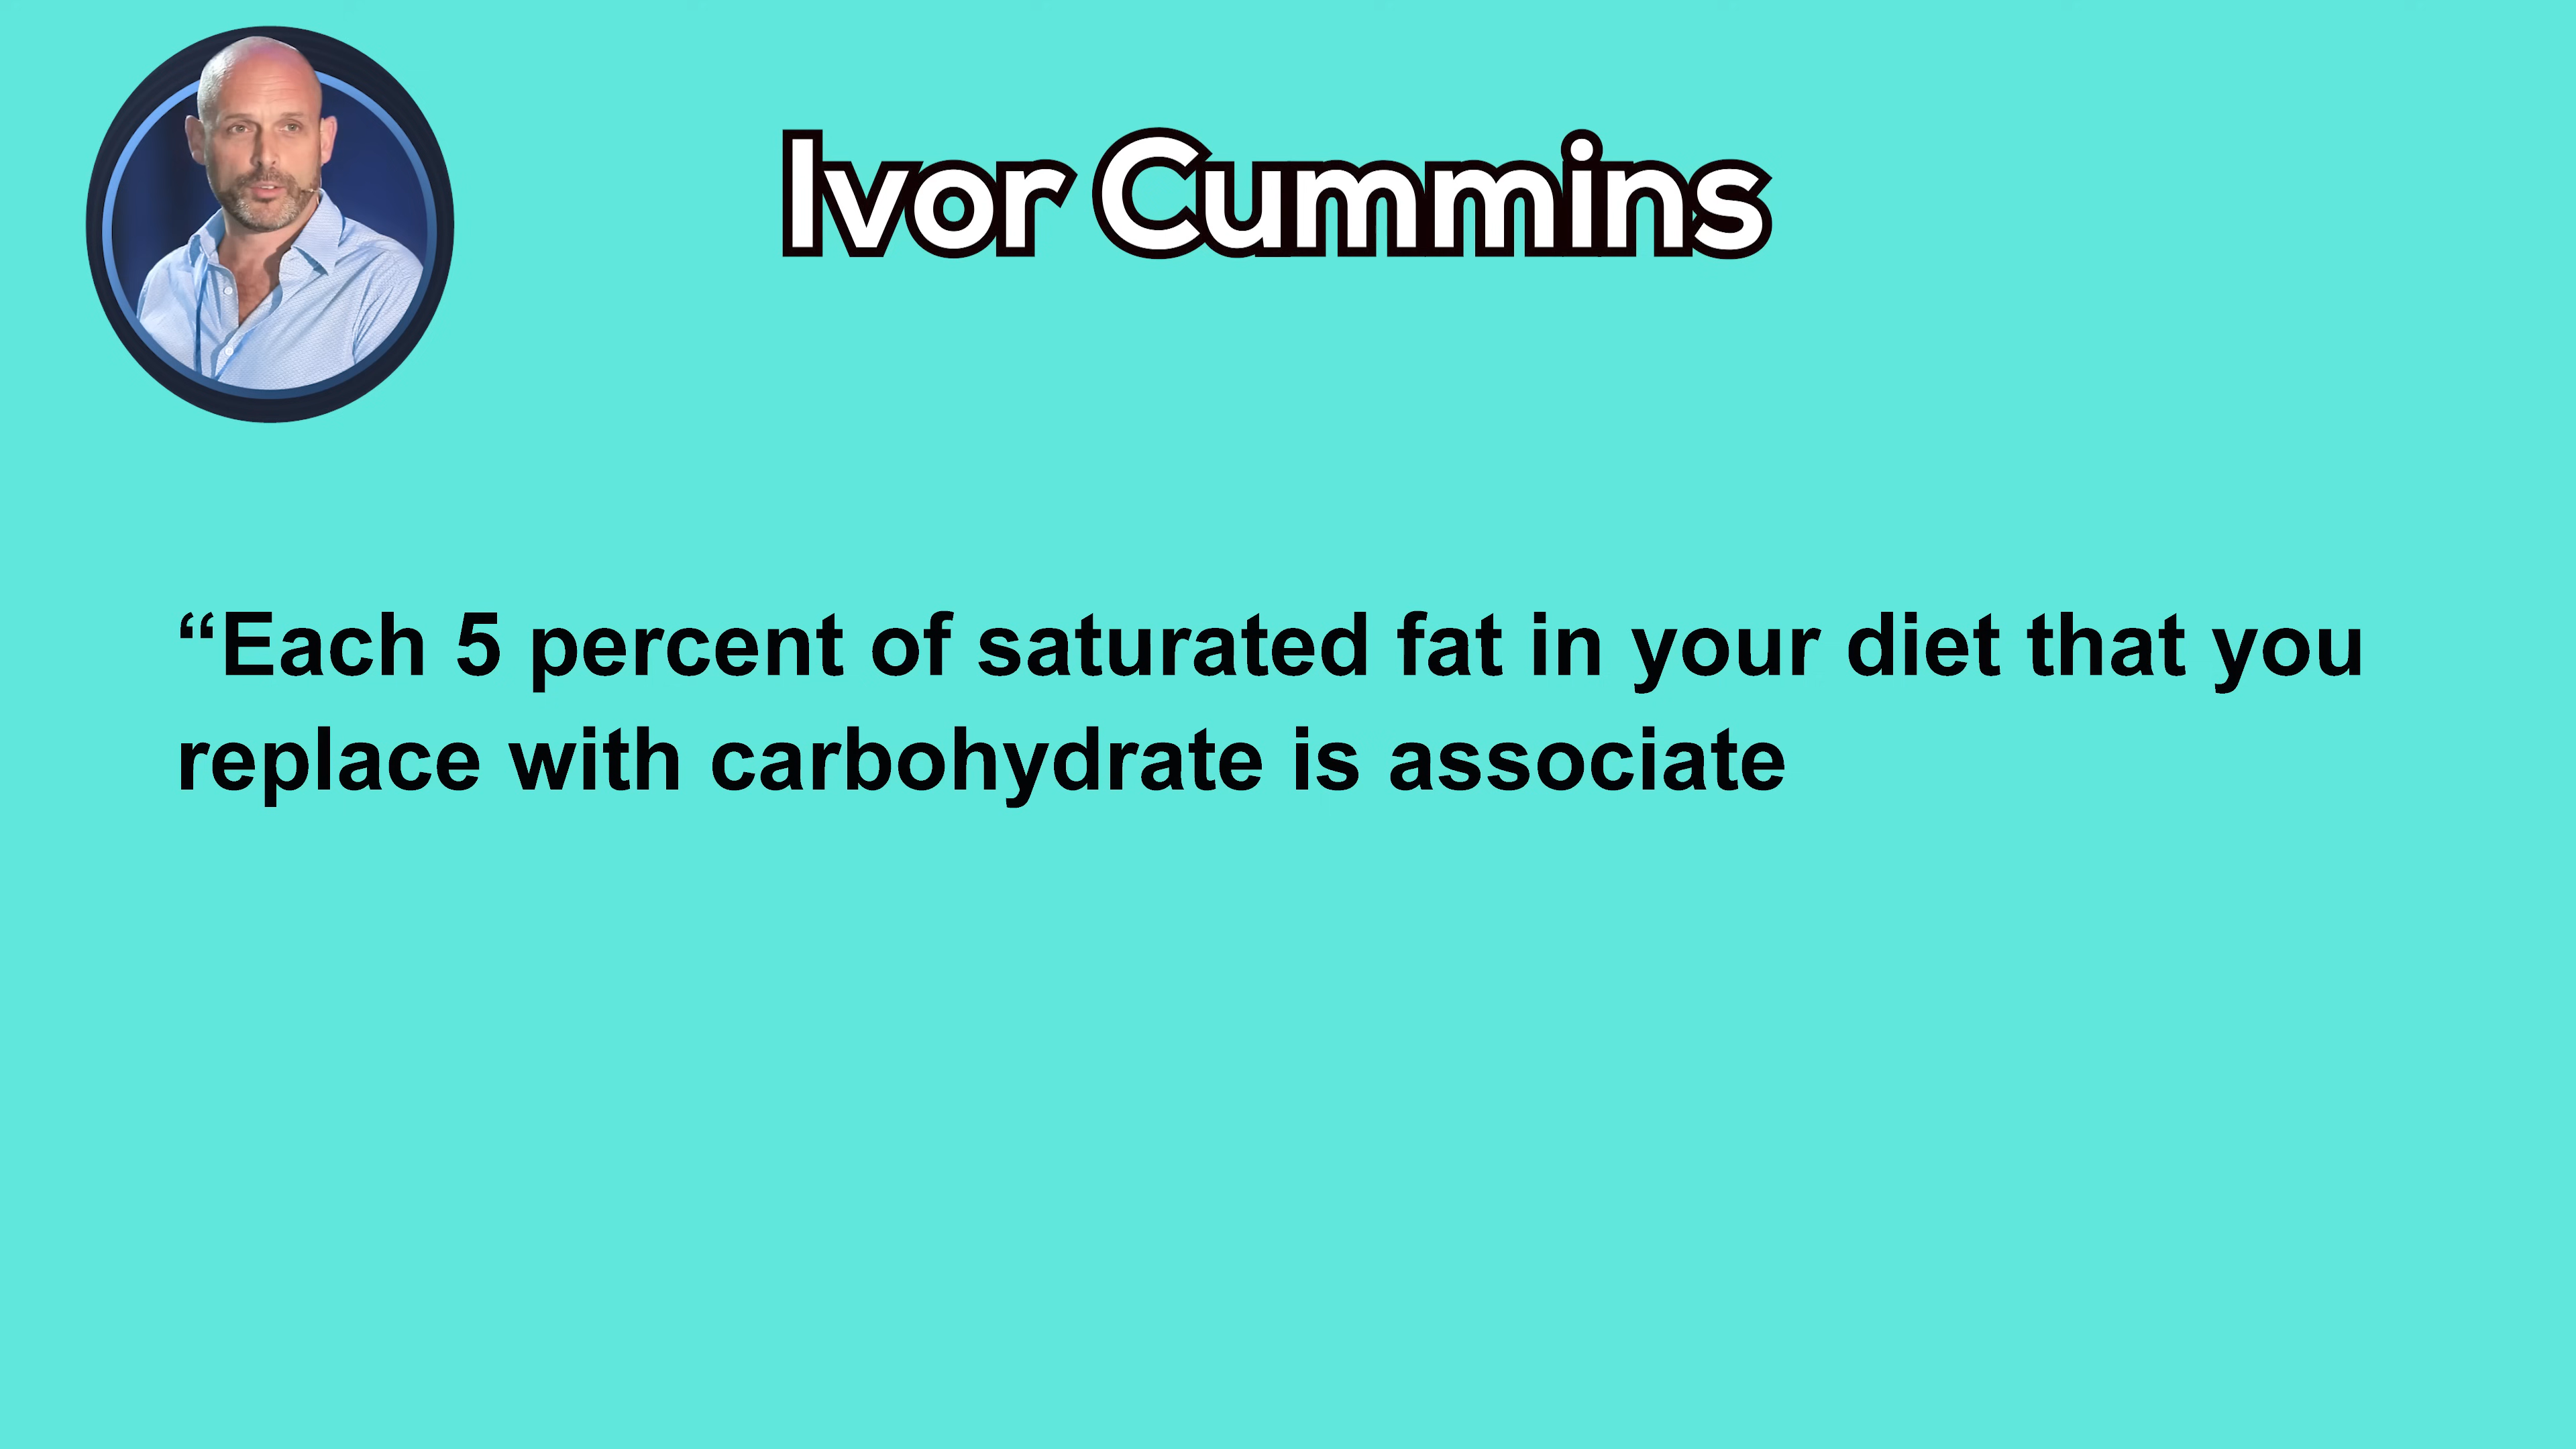 Ivor Cummins
“Each 5 percent of saturated fat in your diet that you
replace with carbohydrate is associate